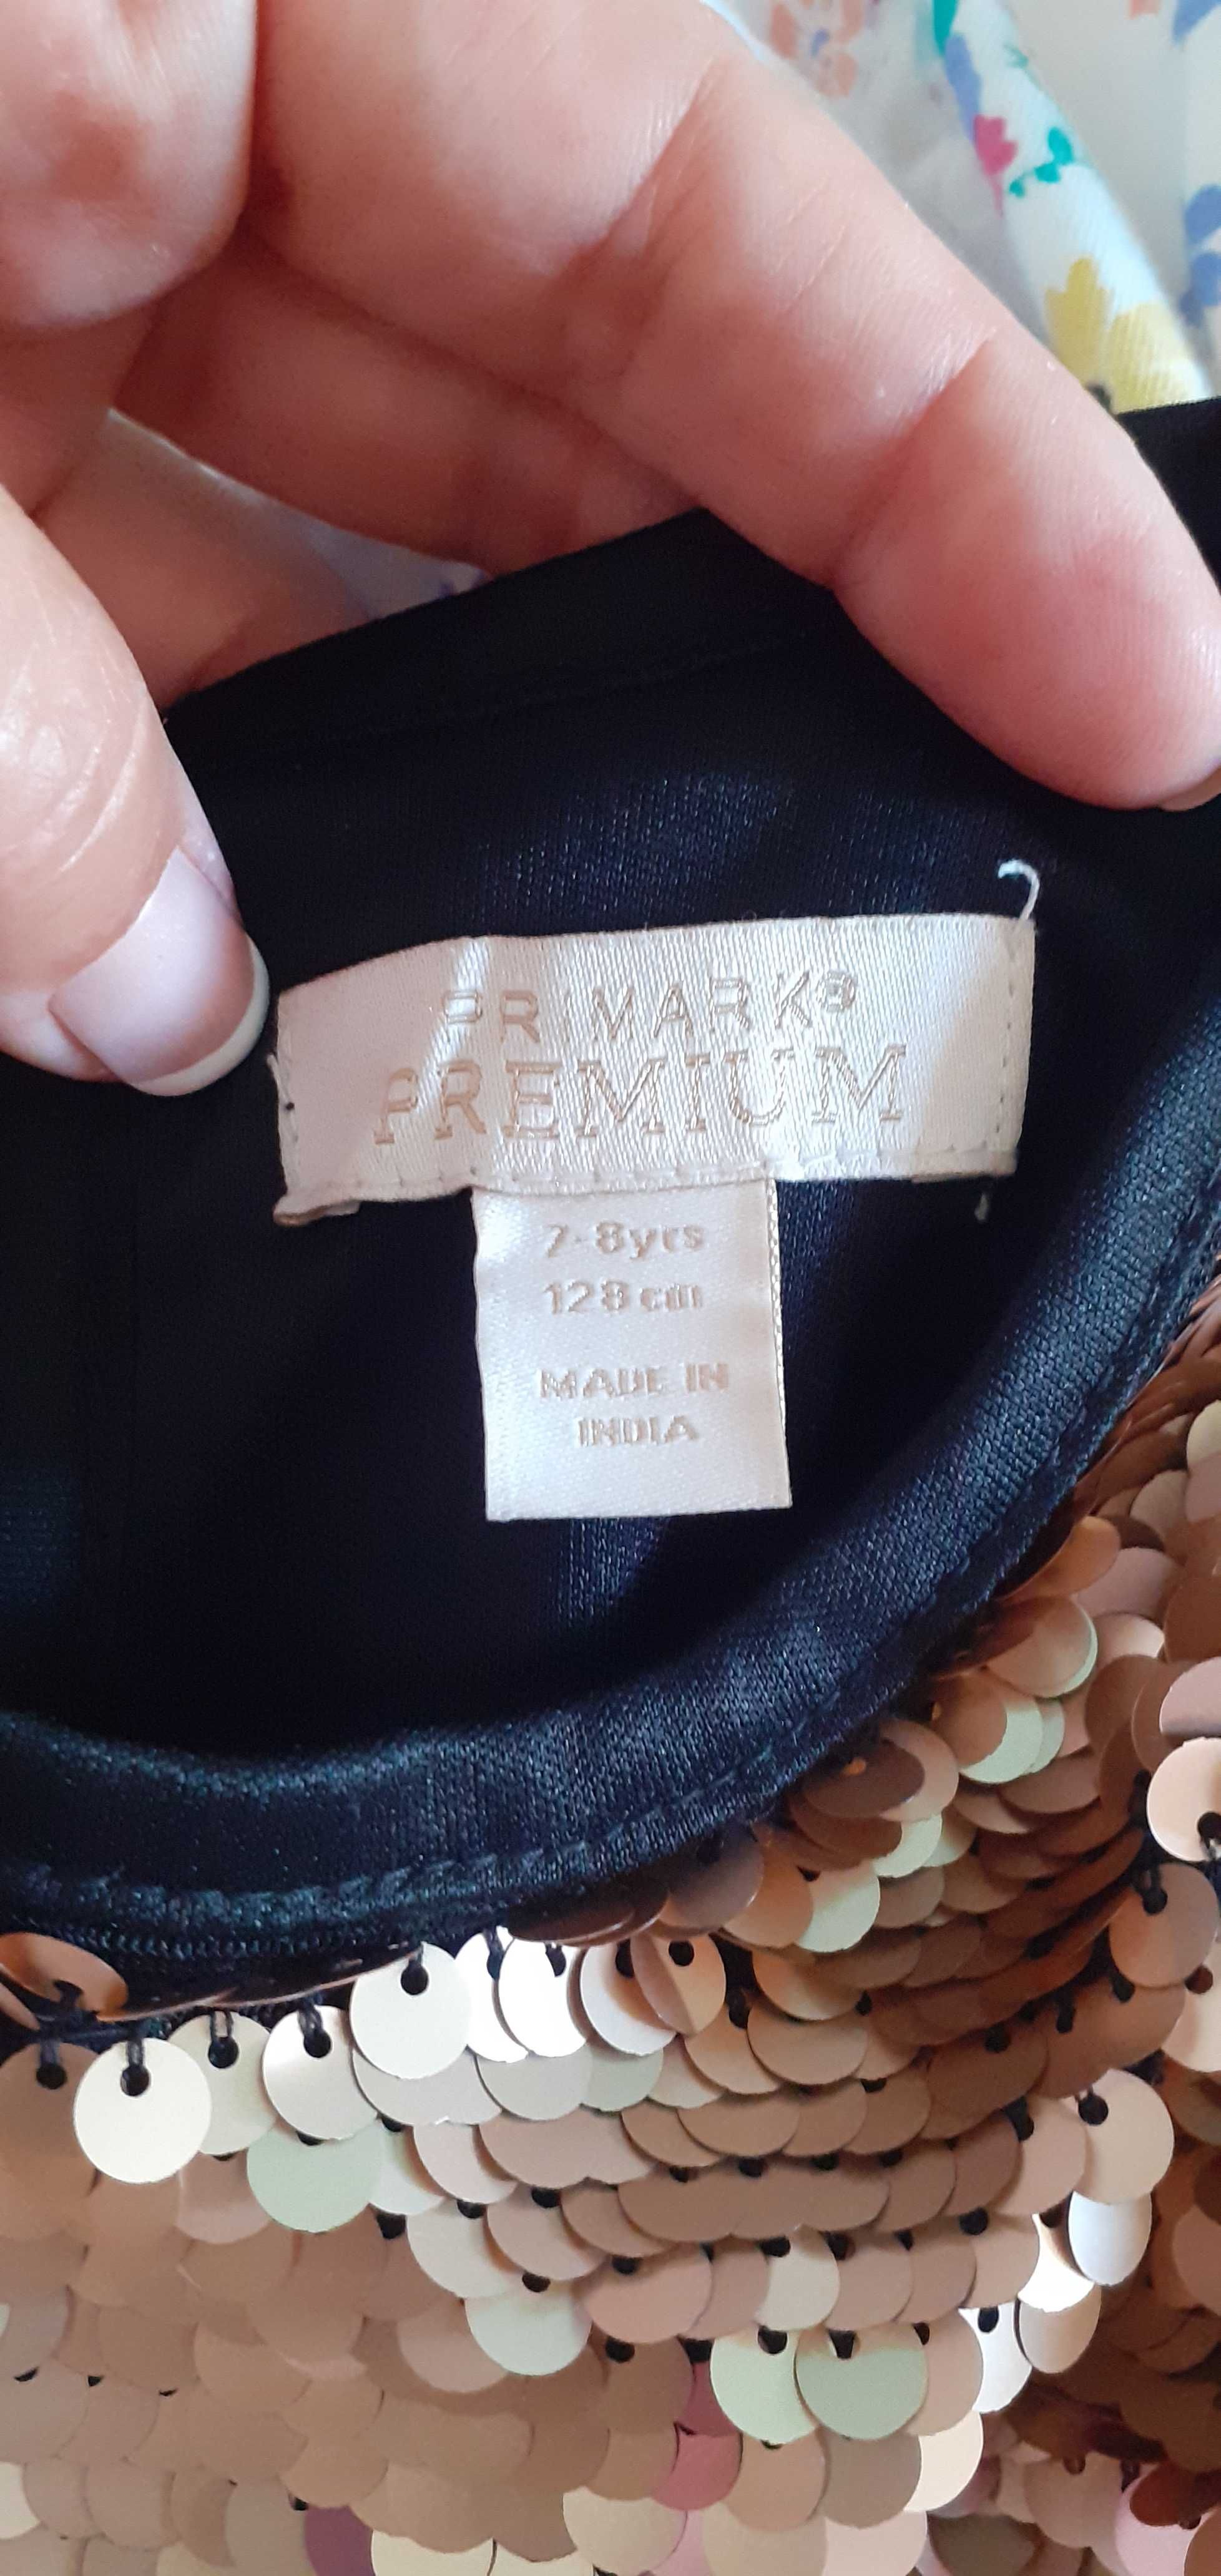 PRIMARK®
PREMIUM
7-8yrs
128 cm
MADE IN
INDIA